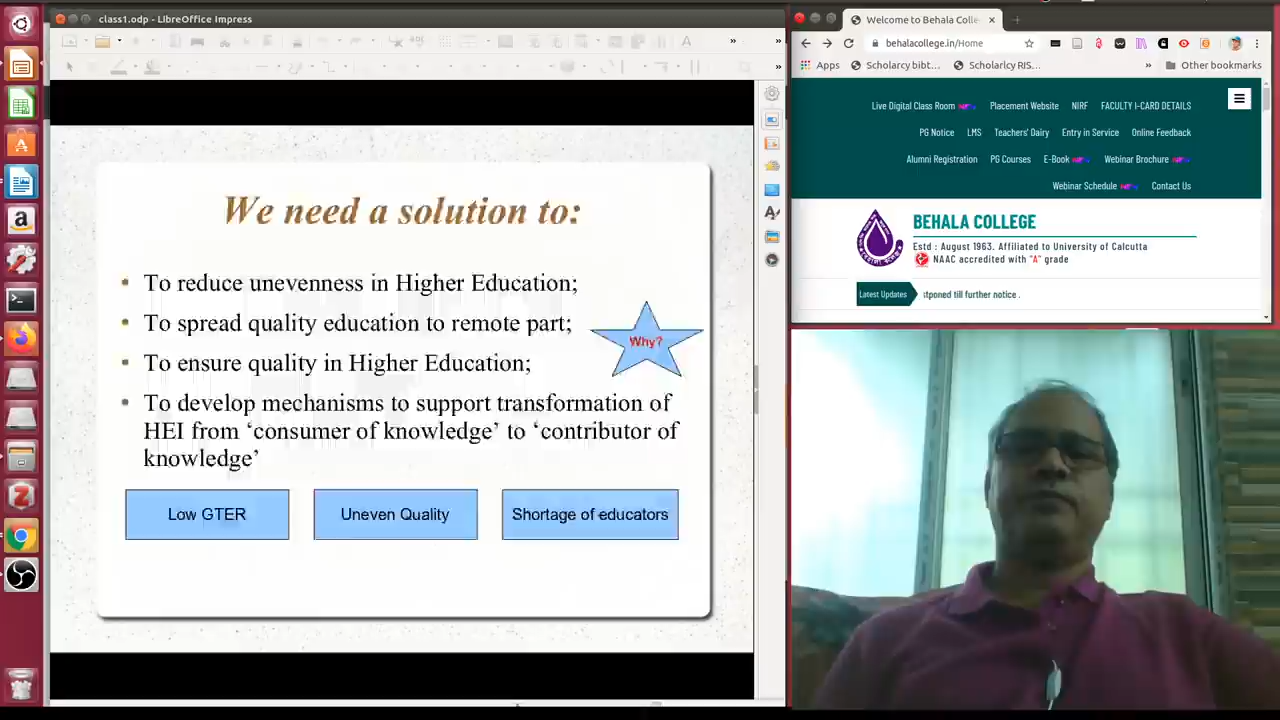 class1.odp - LibreOffice Impress
We need a solution to:
To reduce unevenness in Higher Education;
To spread quality education to remote part;
Why?
To ensure quality in Higher Education;
To develop mechanisms to support transformation of
HEI from ‘consumer of knowledge’ to ‘contributor of
knowledge’
Low GTER
Uneven Quality
Shortage of educators
Welcome to Behala Colle
behalacollege.in/Home
Apps Scholarcy bibt... Scholarlcy RIS... » Other bookmarks
Live Digital Class Room Placement Website NIRF FACULTY I-CARD DETAILS
PG Notice LMS Teachers' Dairy Entry in Service Online Feedback
Alumni Registration PG Courses E-Book Webinar Brochure
Webinar Schedule Contact Us
BEHALA COLLEGE
Estd : August 1963. Affiliated to University of Calcutta
NAAC accredited with "A" grade
Latest Updates
tponed till further notice .